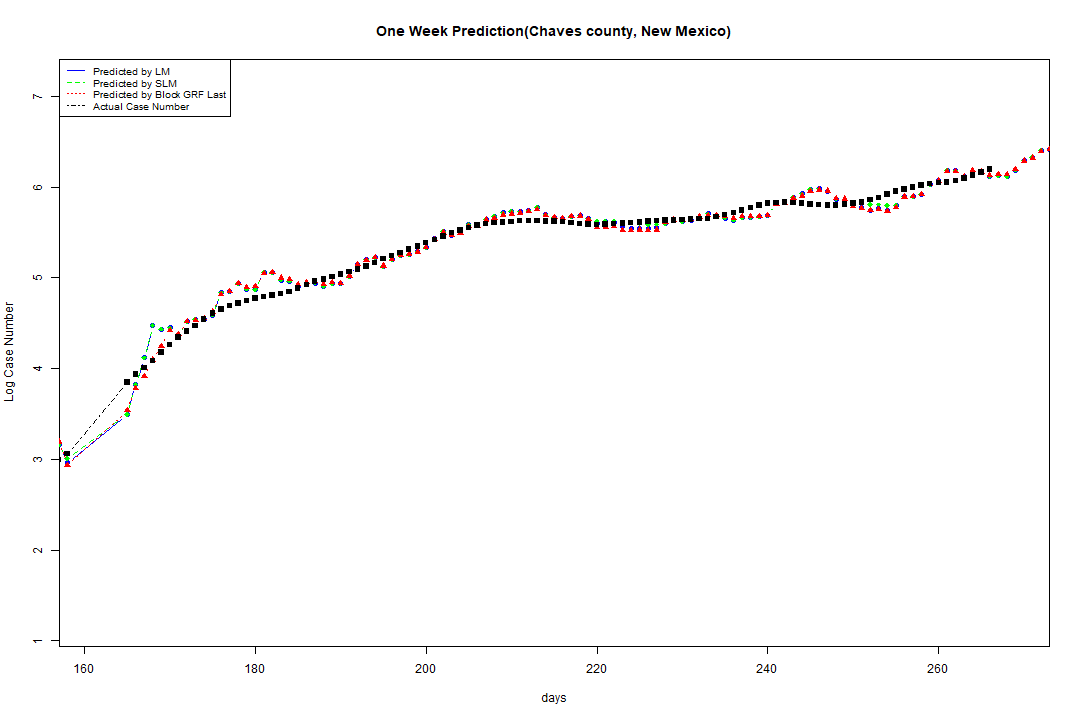 One Week Prediction(Chaves county, New Mexico)
Predicted by LM
Predicted by SLM
Predicted by Block GRF Last
Actual Case Number
7
6
5
4
3
2
1
Log Case Number
160 180 200 220 240 260
days